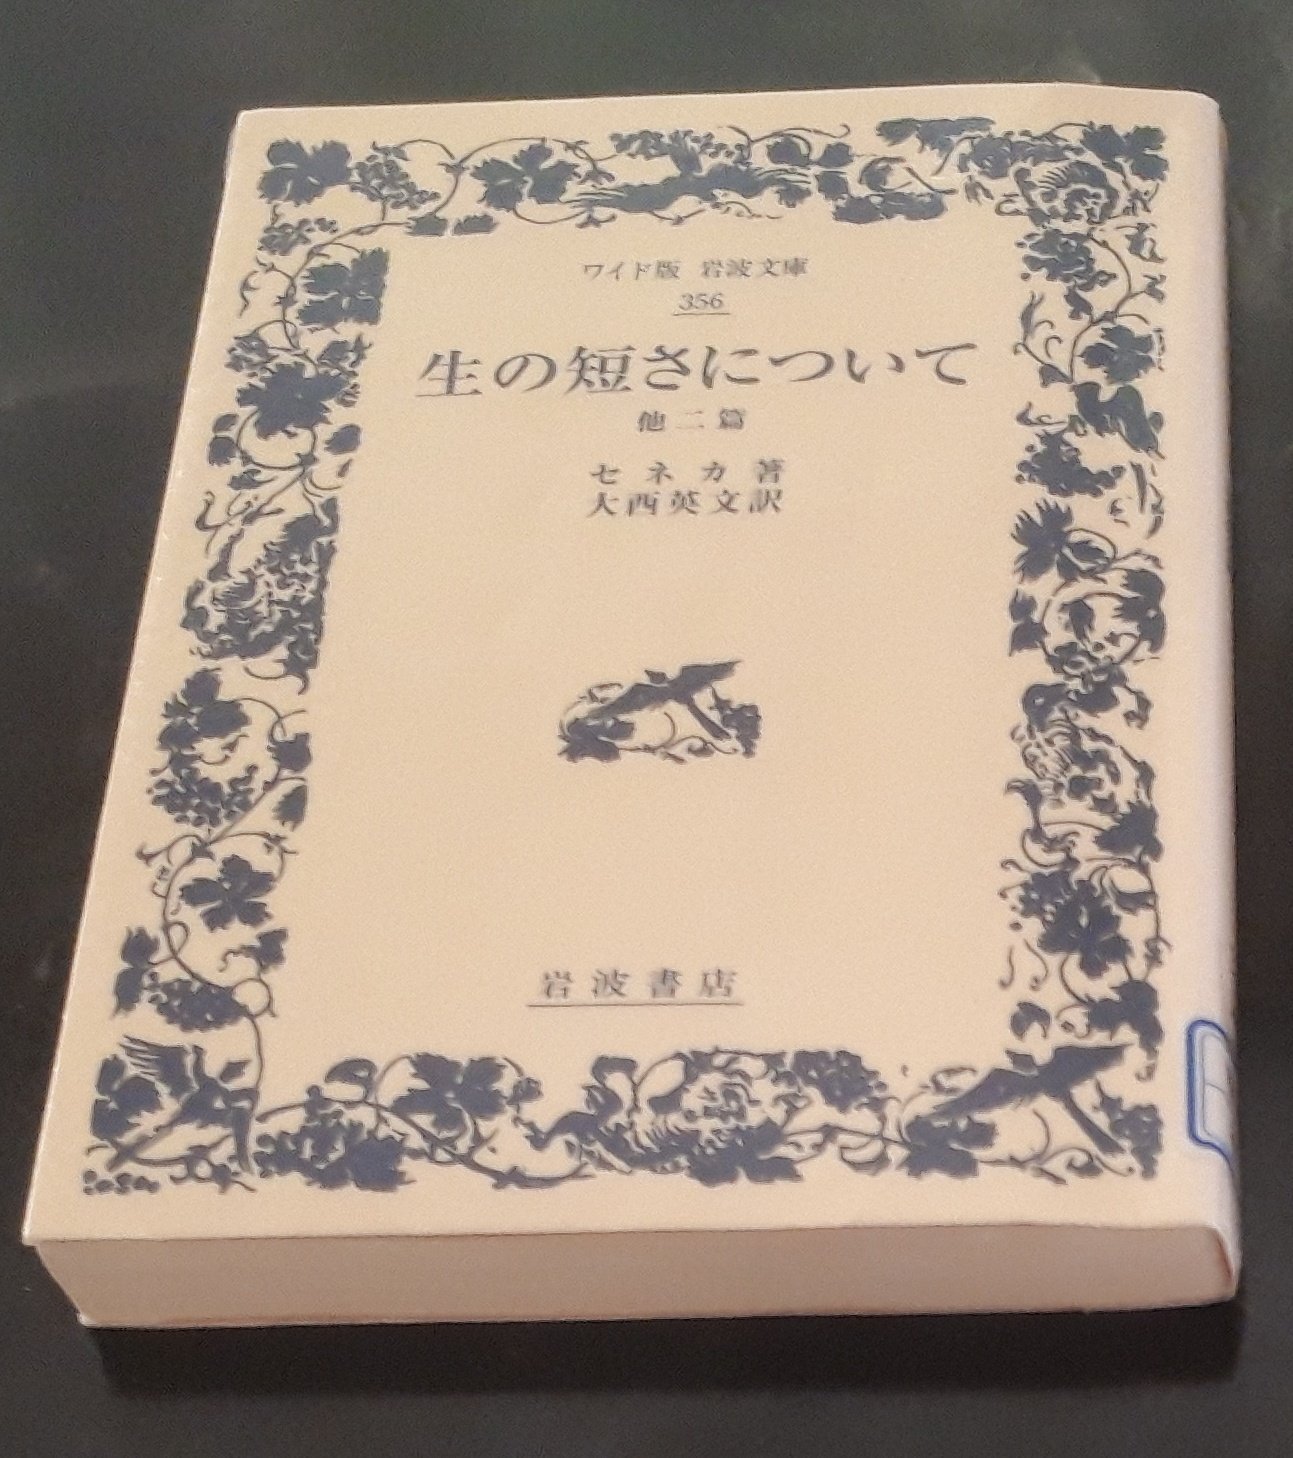 ワイド版 岩波文庫
356
生の短さについて
他二篇
セネカ著
大西英文訳
岩波書店